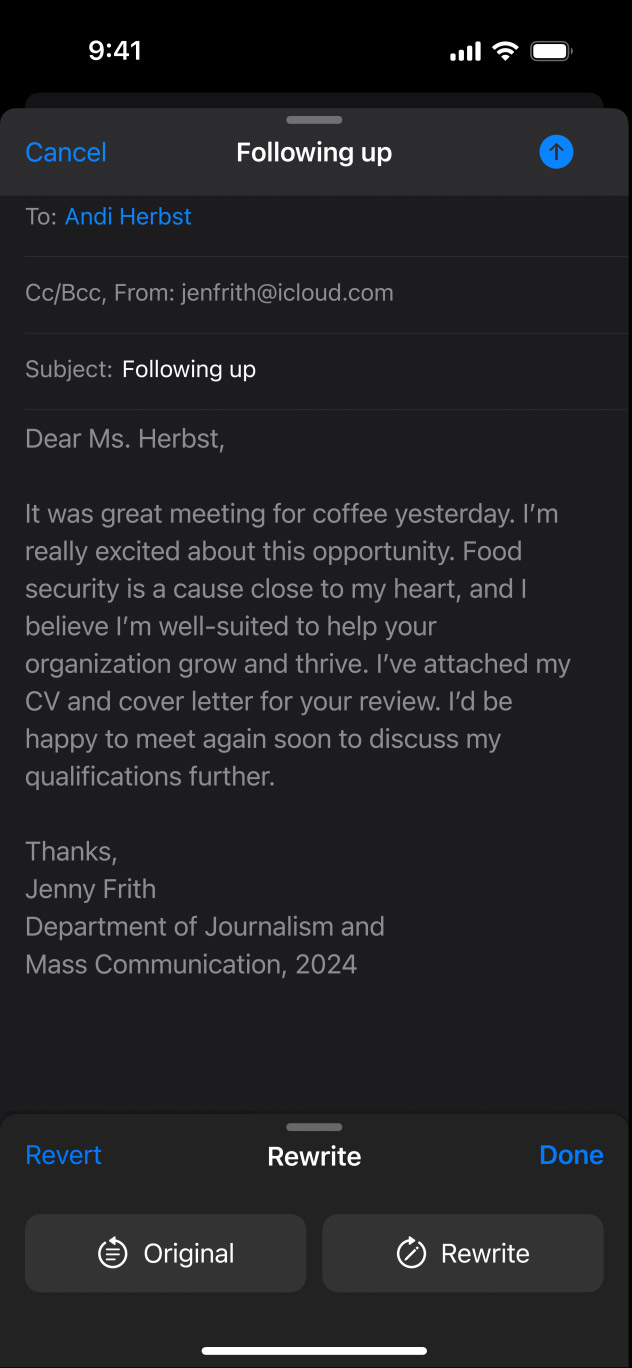 9:41
Cancel
Following up
To: Andi Herbst
Cc/Bcc, From: jenfrith@icloud.com
Subject: Following up
Dear Ms. Herbst,
It was great meeting for coffee yesterday. I’m
really excited about this opportunity. Food
security is a cause close to my heart, and I
believe I’m well-suited to help your
organization grow and thrive. I’ve attached my
CV and cover letter for your review. I’d be
happy to meet again soon to discuss my
qualifications further.
Thanks,
Jenny Frith
Department of Journalism and
Mass Communication, 2024
Revert
Rewrite
Done
Original
Rewrite